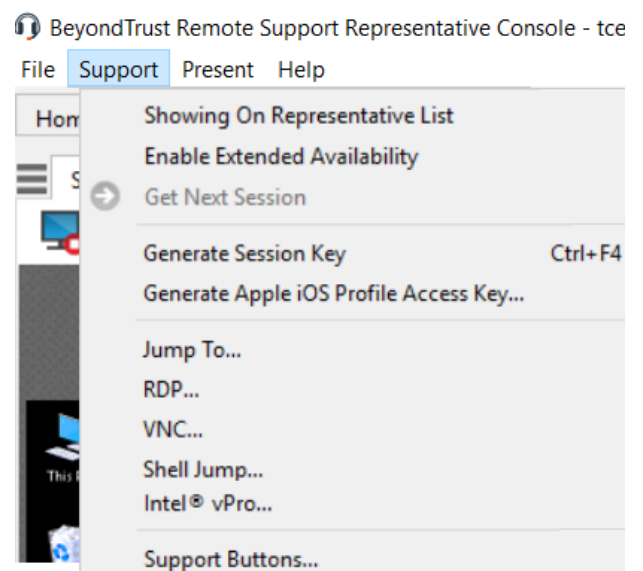 BeyondTrust Remote Support Representative Console - tce
File Support Present Help
Hom
S
Showing On Representative List
Enable Extended Availability
Get Next Session
Generate Session Key Ctrl+F4
Generate Apple iOS Profile Access Key...
Jump To...
RDP...
VNC...
Shell Jump...
This P
Intel® vPro...
Support Buttons...